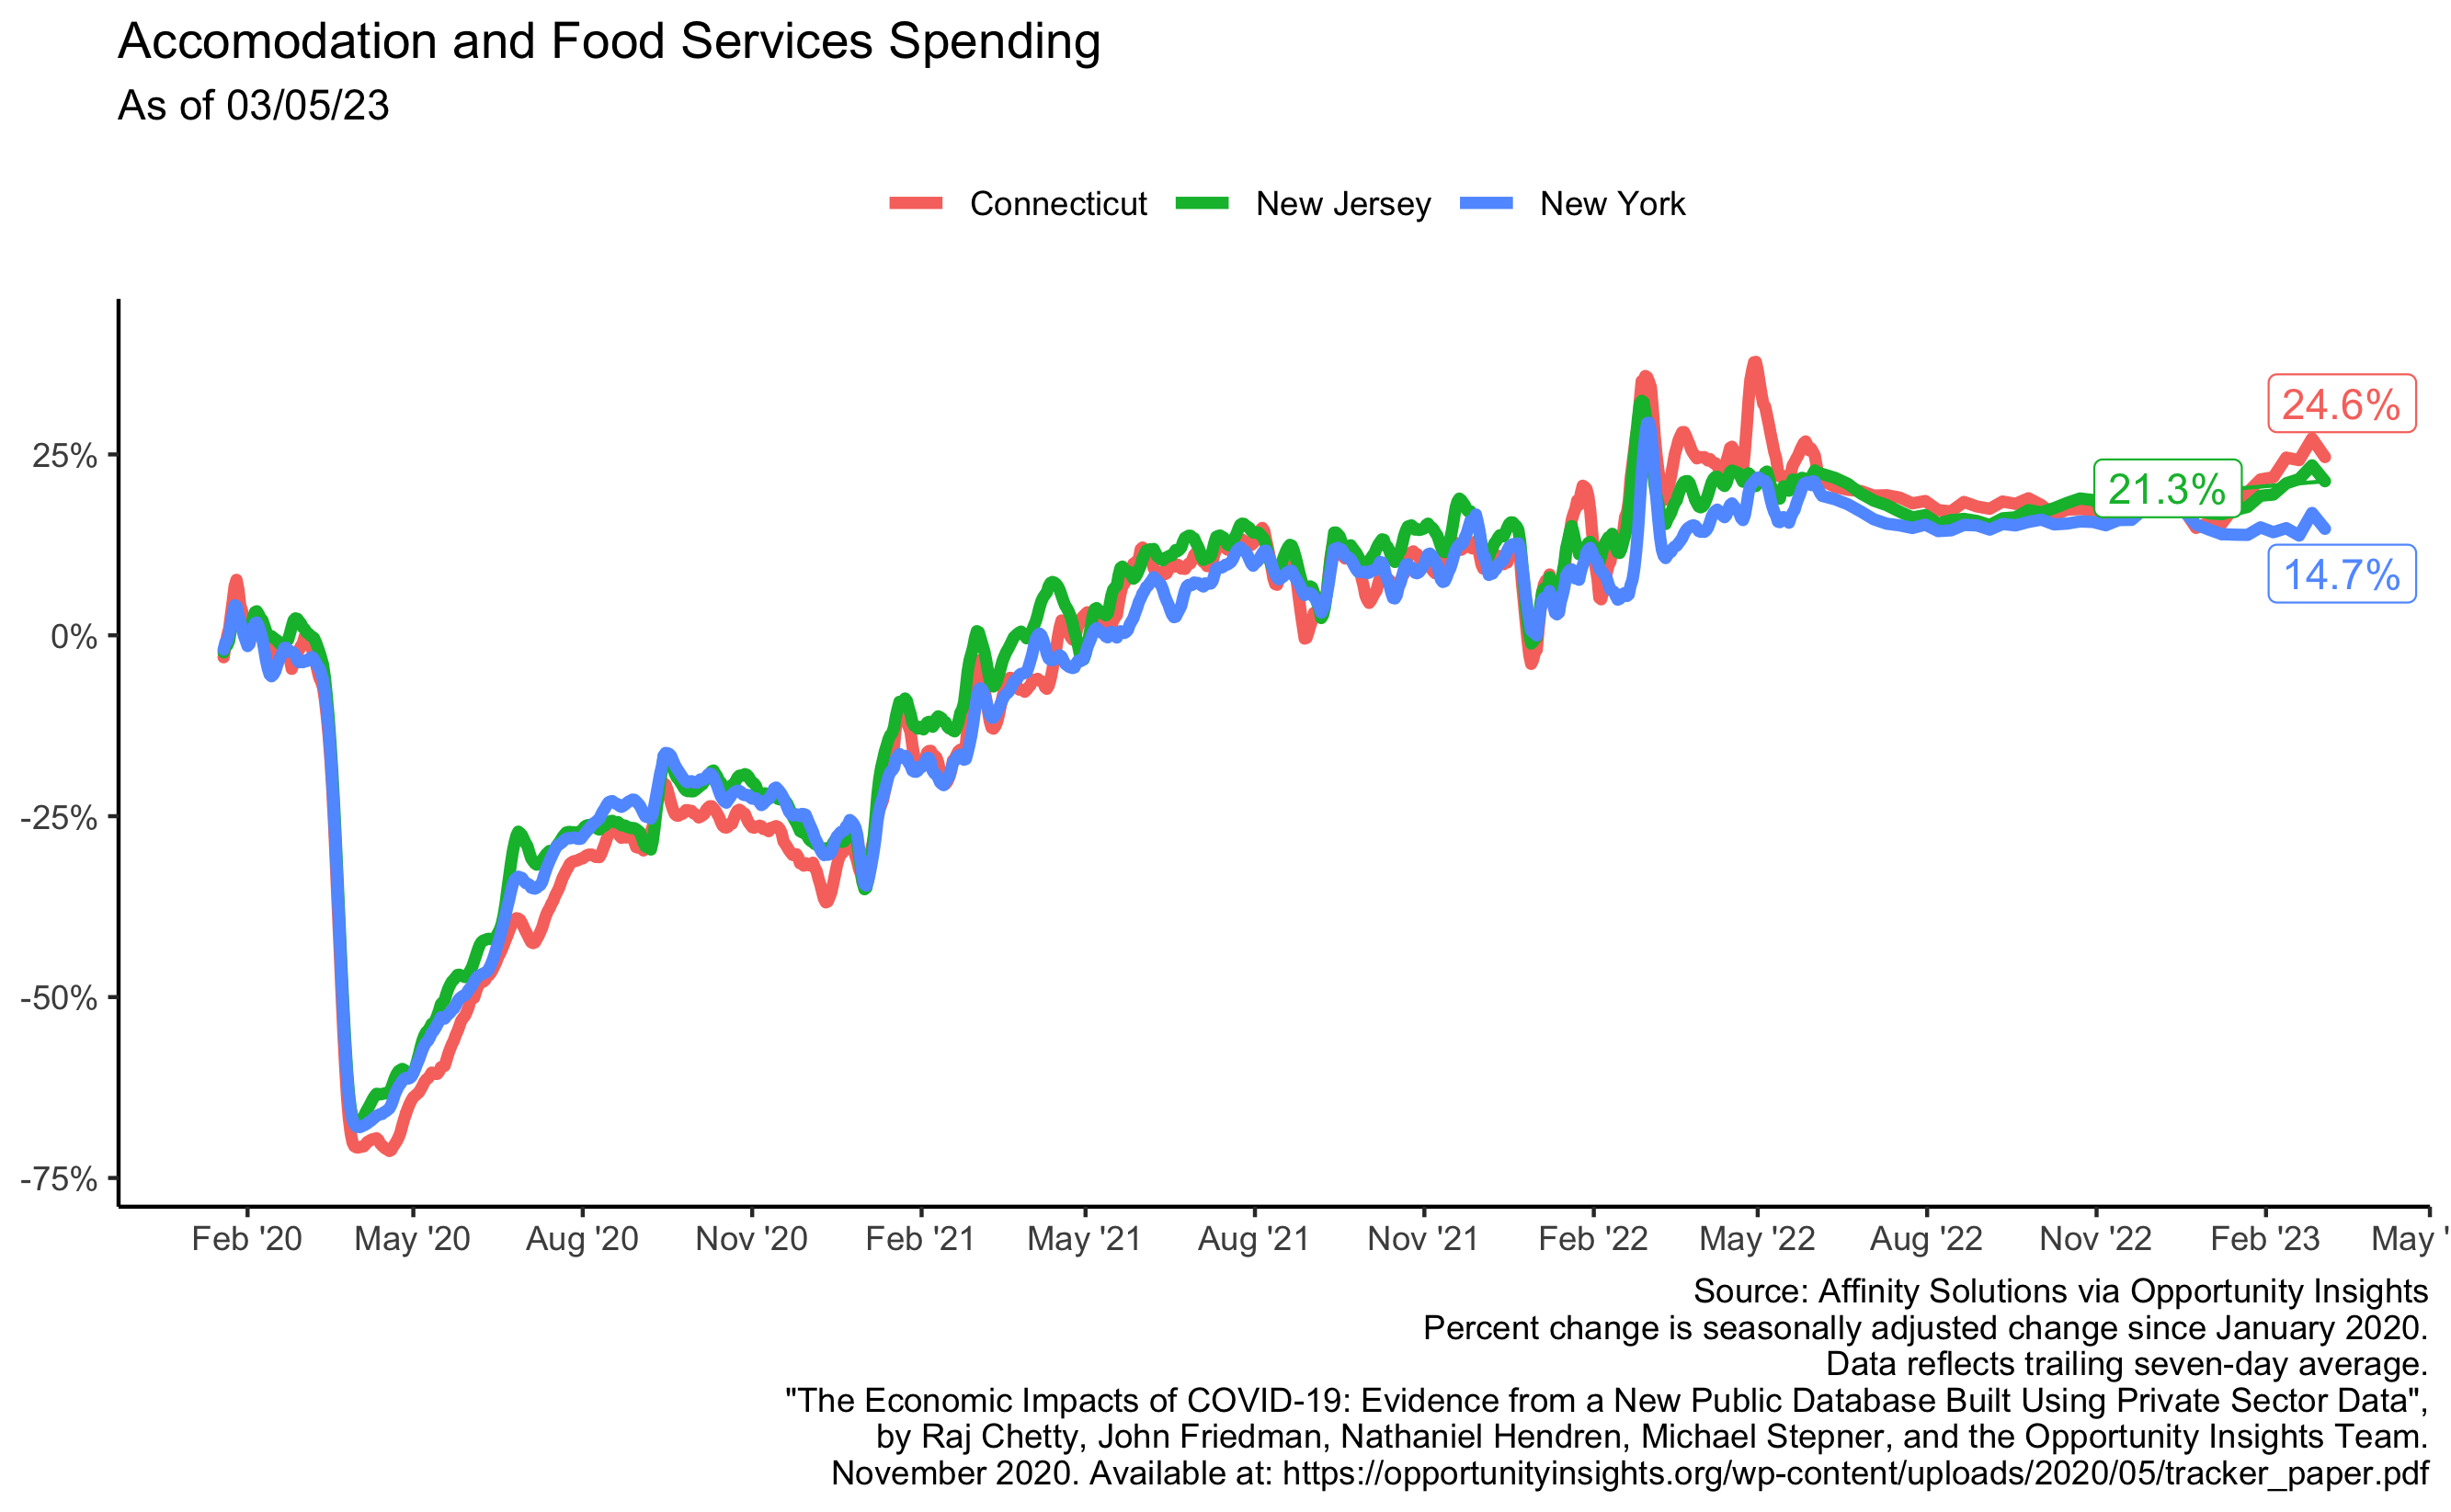 Accomodation and Food Services Spending
As of 03/05/23
Connecticut New Jersey New York
24.6%
25%
21.3%
14.7%
0%
-25%
-50%
-75%
Feb '20 May '20 Aug '20 Nov '20 Feb '21 May '21 Aug '21 Nov '21 Feb '22 May '22 Aug '22 Nov '22 Feb '23 May '
Source: Affinity Solutions via Opportunity Insights
Percent change is seasonally adjusted change since January 2020.
Data reflects trailing seven-day average.
"The Economic Impacts of COVID-19: Evidence from a New Public Database Built Using Private Sector Data",
by Raj Chetty, John Friedman, Nathaniel Hendren, Michael Stepner, and the Opportunity Insights Team.
November 2020. Available at: https://opportunityinsights.org/wp-content/uploads/2020/05/tracker_paper.pdf